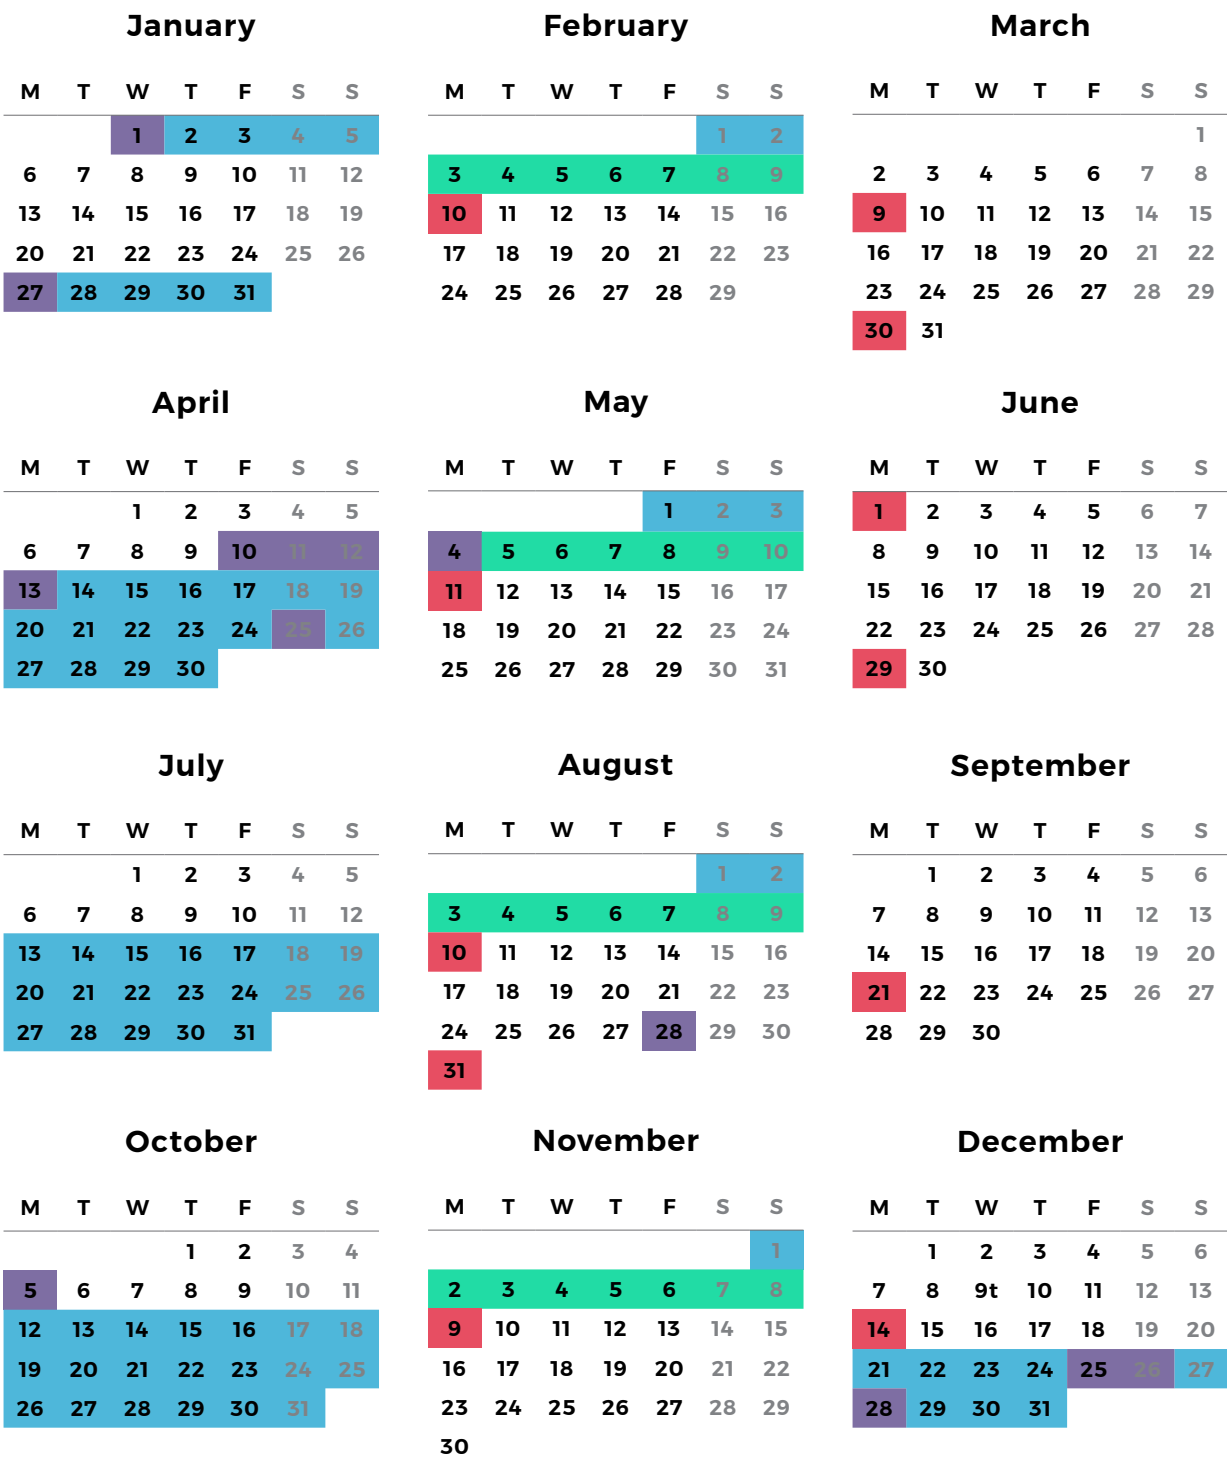 January
M T W T F S S
1 2 3 4 5
6 7 8 9 10 11 12
13 14 15 16 17 18 19
20 21 22 23 24 25 26
27 28 29 30 31
February
M T W T F S S
1 2
3 4 5 6 7 8 9
10 11 12 13 14 15 16
17 18 19 20 21 22 23
24 25 26 27 28 29
March
M T W T F S S
1
2 3 4 5 6 7 8
9 10 11 12 13 14 15
16 17 18 19 20 21 22
23 24 25 26 27 28 29
30 31
April
M T W T F S S
1 2 3 4 5
6 7 8 9 10 11 12
13 14 15 16 17 18 19
20 21 22 23 24 25 26
27 28 29 30
May
M T W T F S S
1 2 3
4 5 6 7 8 9 10
11 12 13 14 15 16 17
18 19 20 21 22 23 24
25 26 27 28 29 30 31
June
M T W T F S S
1 2 3 4 5 6 7
8 9 10 11 12 13 14
15 16 17 18 19 20 21
22 23 24 25 26 27 28
29 30
July
M T W T F S S
1 2 3 4 5
6 7 8 9 10 11 12
13 14 15 16 17 18 19
20 21 22 23 24 25 26
27 28 29 30 31
August
M T W T F S S
1 2
3 4 5 6 7 8 9
10 11 12 13 14 15 16
17 18 19 20 21 22 23
24 25 26 27 28 29 30
31
September
M T W T F S S
1 2 3 4 5 6
7 8 9 10 11 12 13
14 15 16 17 18 19 20
21 22 23 24 25 26 27
28 29 30
October
M T W T F S S
1 2 3 4
5 6 7 8 9 10 11
12 13 14 15 16 17 18
19 20 21 22 23 24 25
26 27 28 29 30 31
November
M T W T F S S
1
2 3 4 5 6 7 8
9 10 11 12 13 14 15
16 17 18 19 20 21 22
23 24 25 26 27 28 29
30
December
M T W T F S S
1 2 3 4 5 6
7 8 9t 10 11 12 13
14 15 16 17 18 19 20
21 22 23 24 25 26 27
28 29 30 31